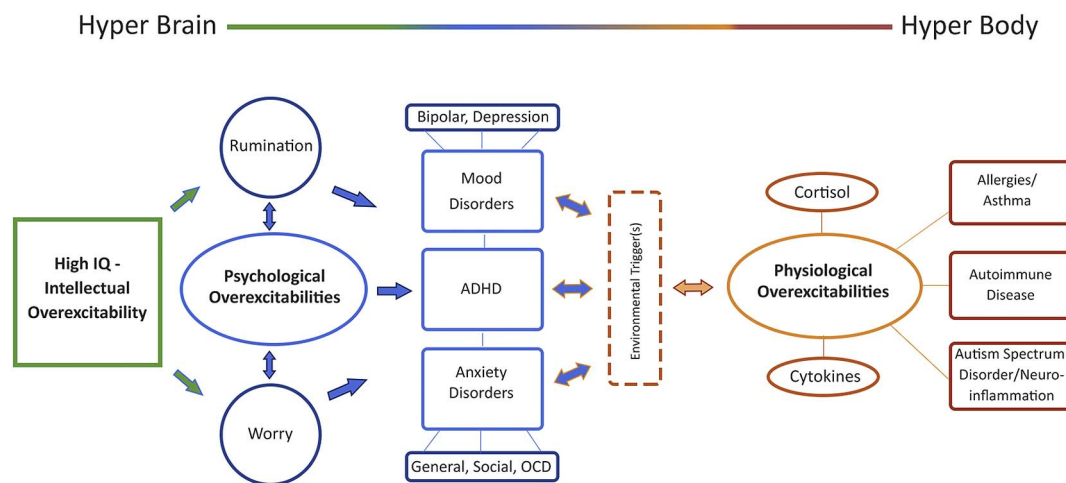 Hyper Brain
Hyper Body
High IQ -
Intellectual
Overexcitability
Rumination
Psychological
Overexcitabilities
Worry
Bipolar, Depression
Mood
Disorders
ADHD
Anxiety
Disorders
General, Social, OCD
Environmental Trigger(s)
Cortisol
Physiological
Overexcitabilities
Cytokines
Allergies/
Asthma
Autoimmune
Disease
Autism Spectrum
Disorder/Neuro-
inflammation